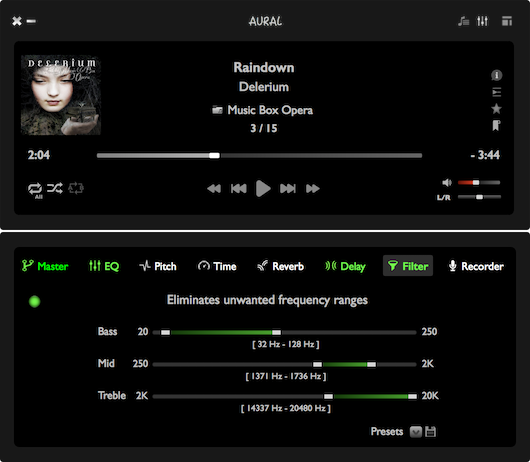 AURAL
DELERIUM
Music Box
Opera
Raindown
Delerium
Music Box Opera
3 / 15
2:04
- 3:44
All
L/R
Master EQ Pitch Time Reverb Delay Filter Recorder
Eliminates unwanted frequency ranges
Bass 20 250
[ 32 Hz - 128 Hz ]
Mid 250 2K
[ 1371 Hz - 1736 Hz ]
Treble 2K 20K
[ 14337 Hz - 20480 Hz ]
Presets